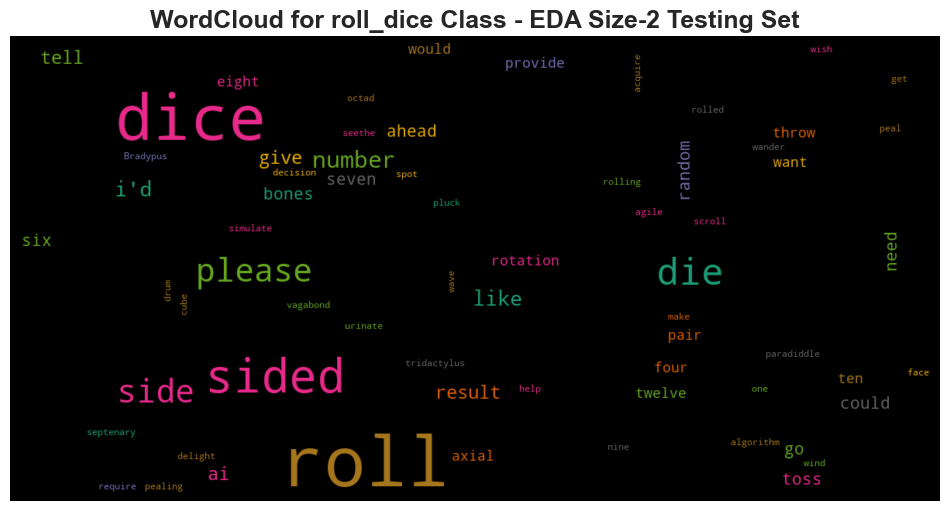 WordCloud for roll_dice Class - EDA Size-2 Testing Set
tell
would
provide
wish
acquire
get
eight
dice
octad
rolled
seethe
ahead
throw
peal
wander
Bradypus
give
number
decision
seven
spot
random
want
i'd
bones
rolling
pluck
agile
scroll
simulate
six
need
please
rotation
die
wave
like
drum
cube
vagabond
urinate
make
pair
paradiddle
tridactylus
four
face
sided
side
result
help
twelve
one
ten
could
septenary
roll
axial
nine
algorithm
go
delight
ai
wind
toss
require
pealing